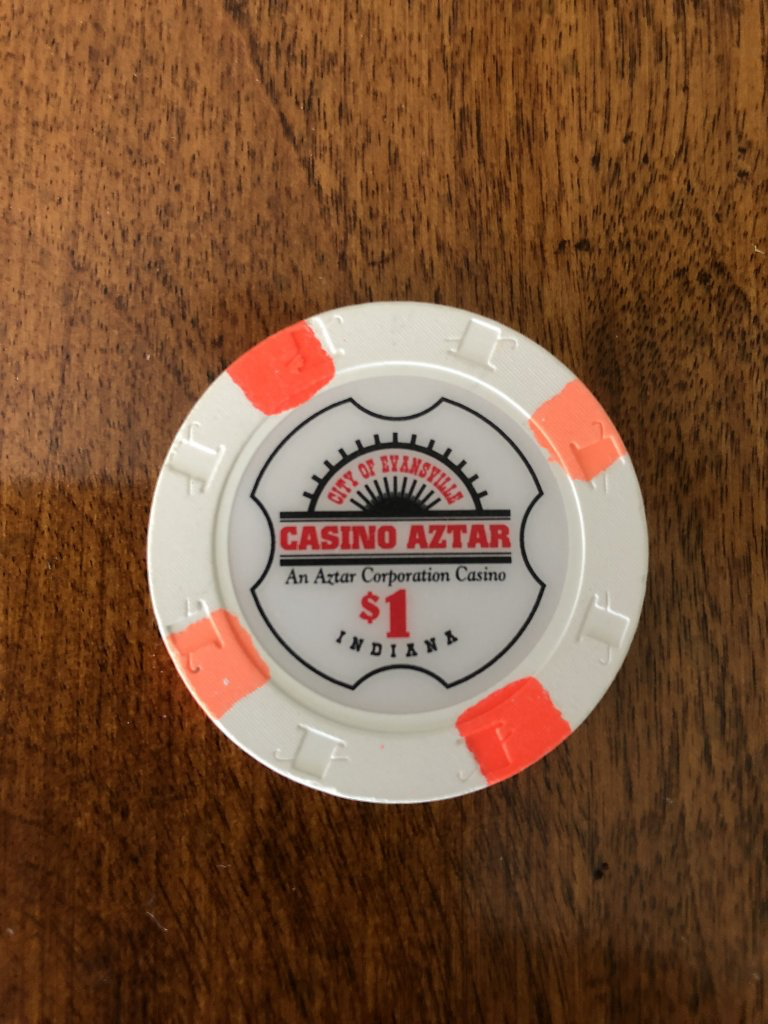 CITY OF EVANSVILLE
CASINO AZTAR
An Aztar Corporation Casino
$1
INDIANA